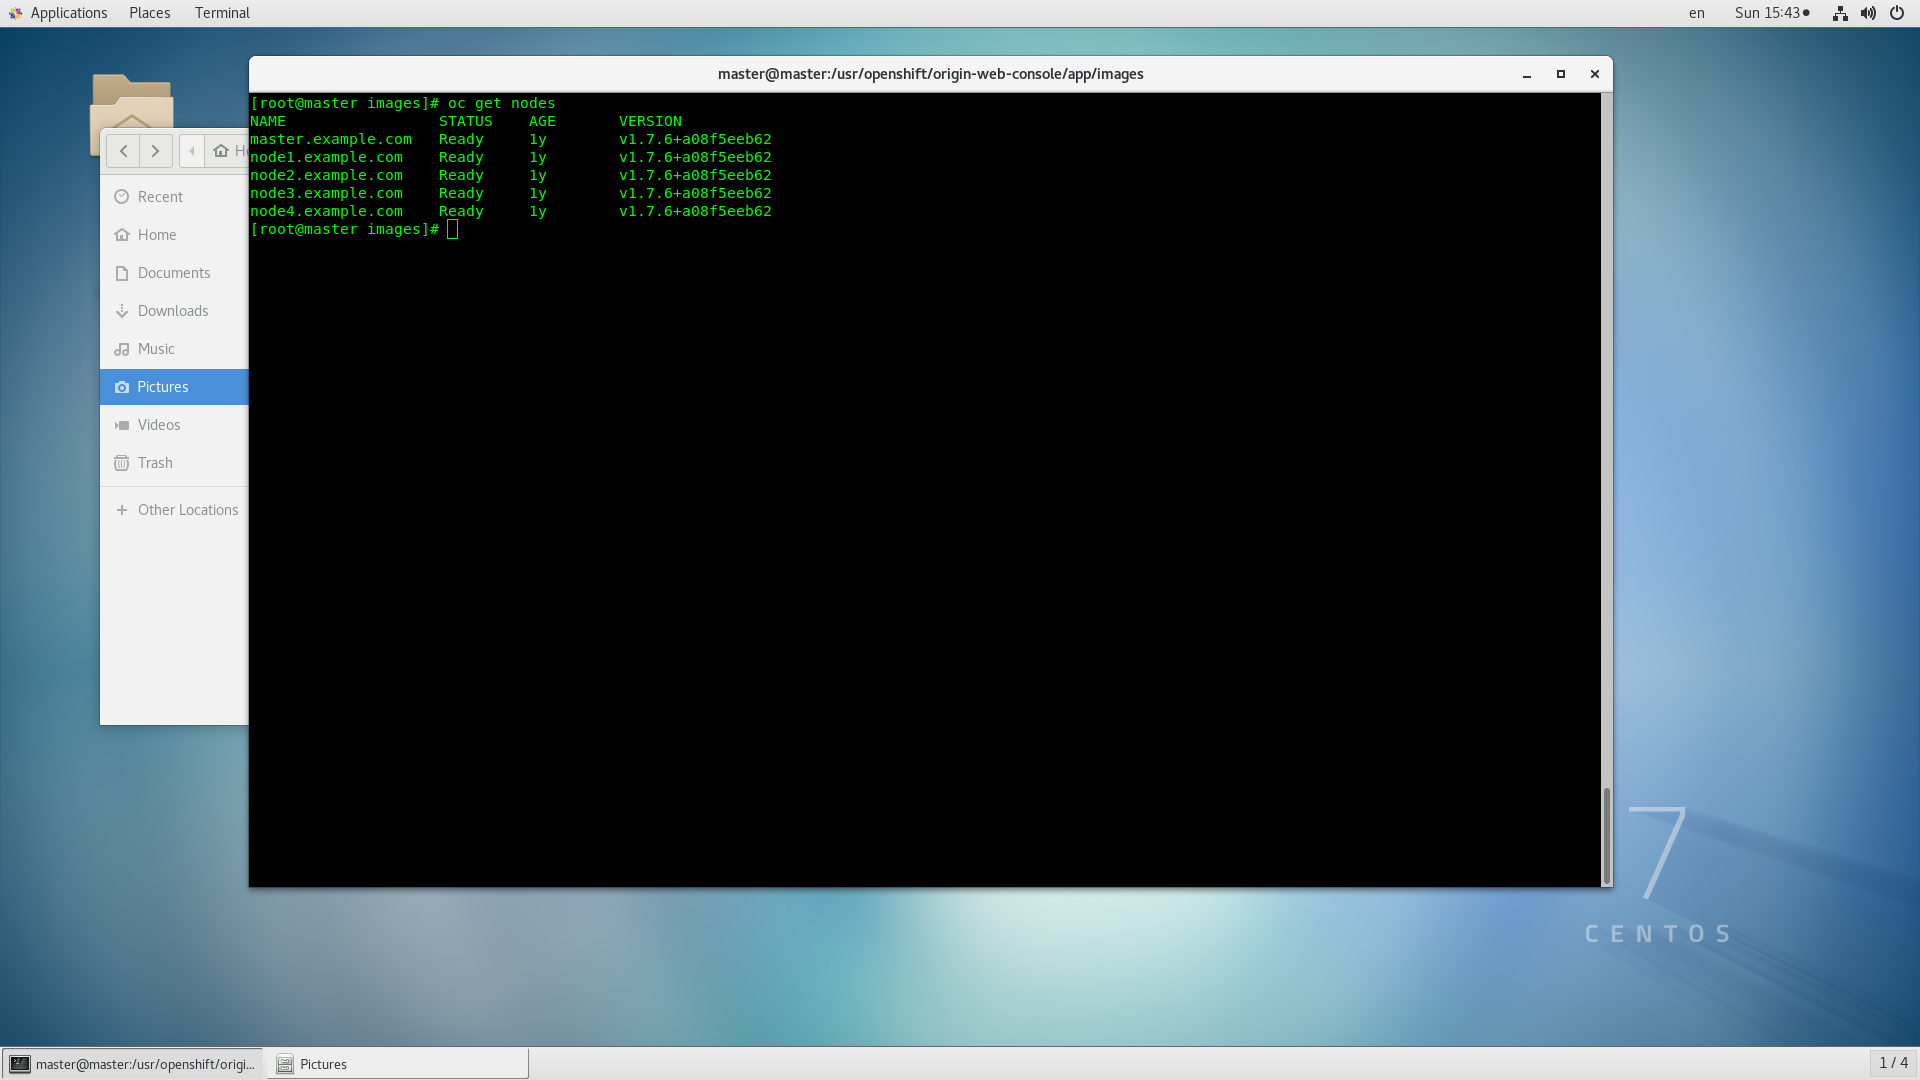 Applications Places Terminal en Sun 15:43
master@master:/usr/openshift/origin-web-console/app/images
[root@master images]# oc get nodes
NAME STATUS AGE VERSION
master.example.com Ready 1y v1.7.6+a08f5eeb62
node1.example.com Ready 1y v1.7.6+a08f5eeb62
node2.example.com Ready 1y v1.7.6+a08f5eeb62
node3.example.com Ready 1y v1.7.6+a08f5eeb62
node4.example.com Ready 1y v1.7.6+a08f5eeb62
[root@master images]#
Recent
Home
Documents
Downloads
Music
Pictures
Videos
Trash
Other Locations
7
CENTOS
master@master:/usr/openshift/origi... Pictures 1 / 4